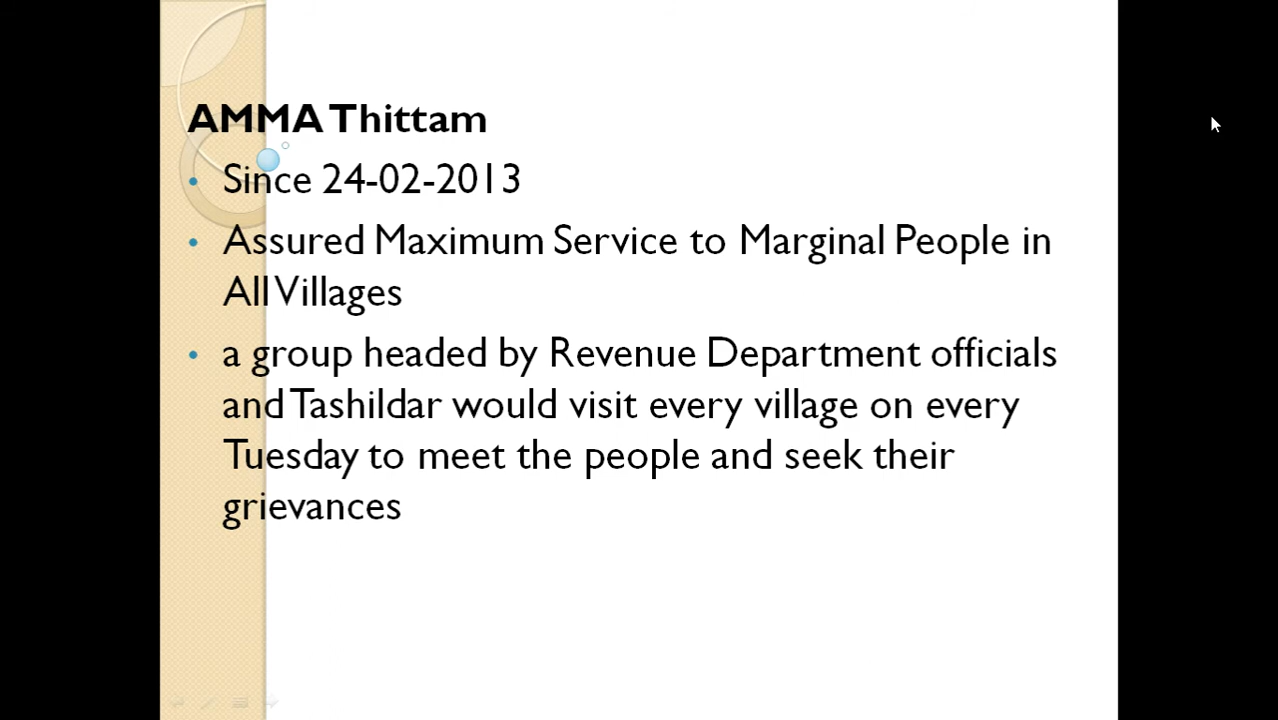 AMMA Thittam
• Since 24-02-2013
• Assured Maximum Service to Marginal People in
All Villages
• a group headed by Revenue Department officials
and Tashildar would visit every village on every
Tuesday to meet the people and seek their
grievances